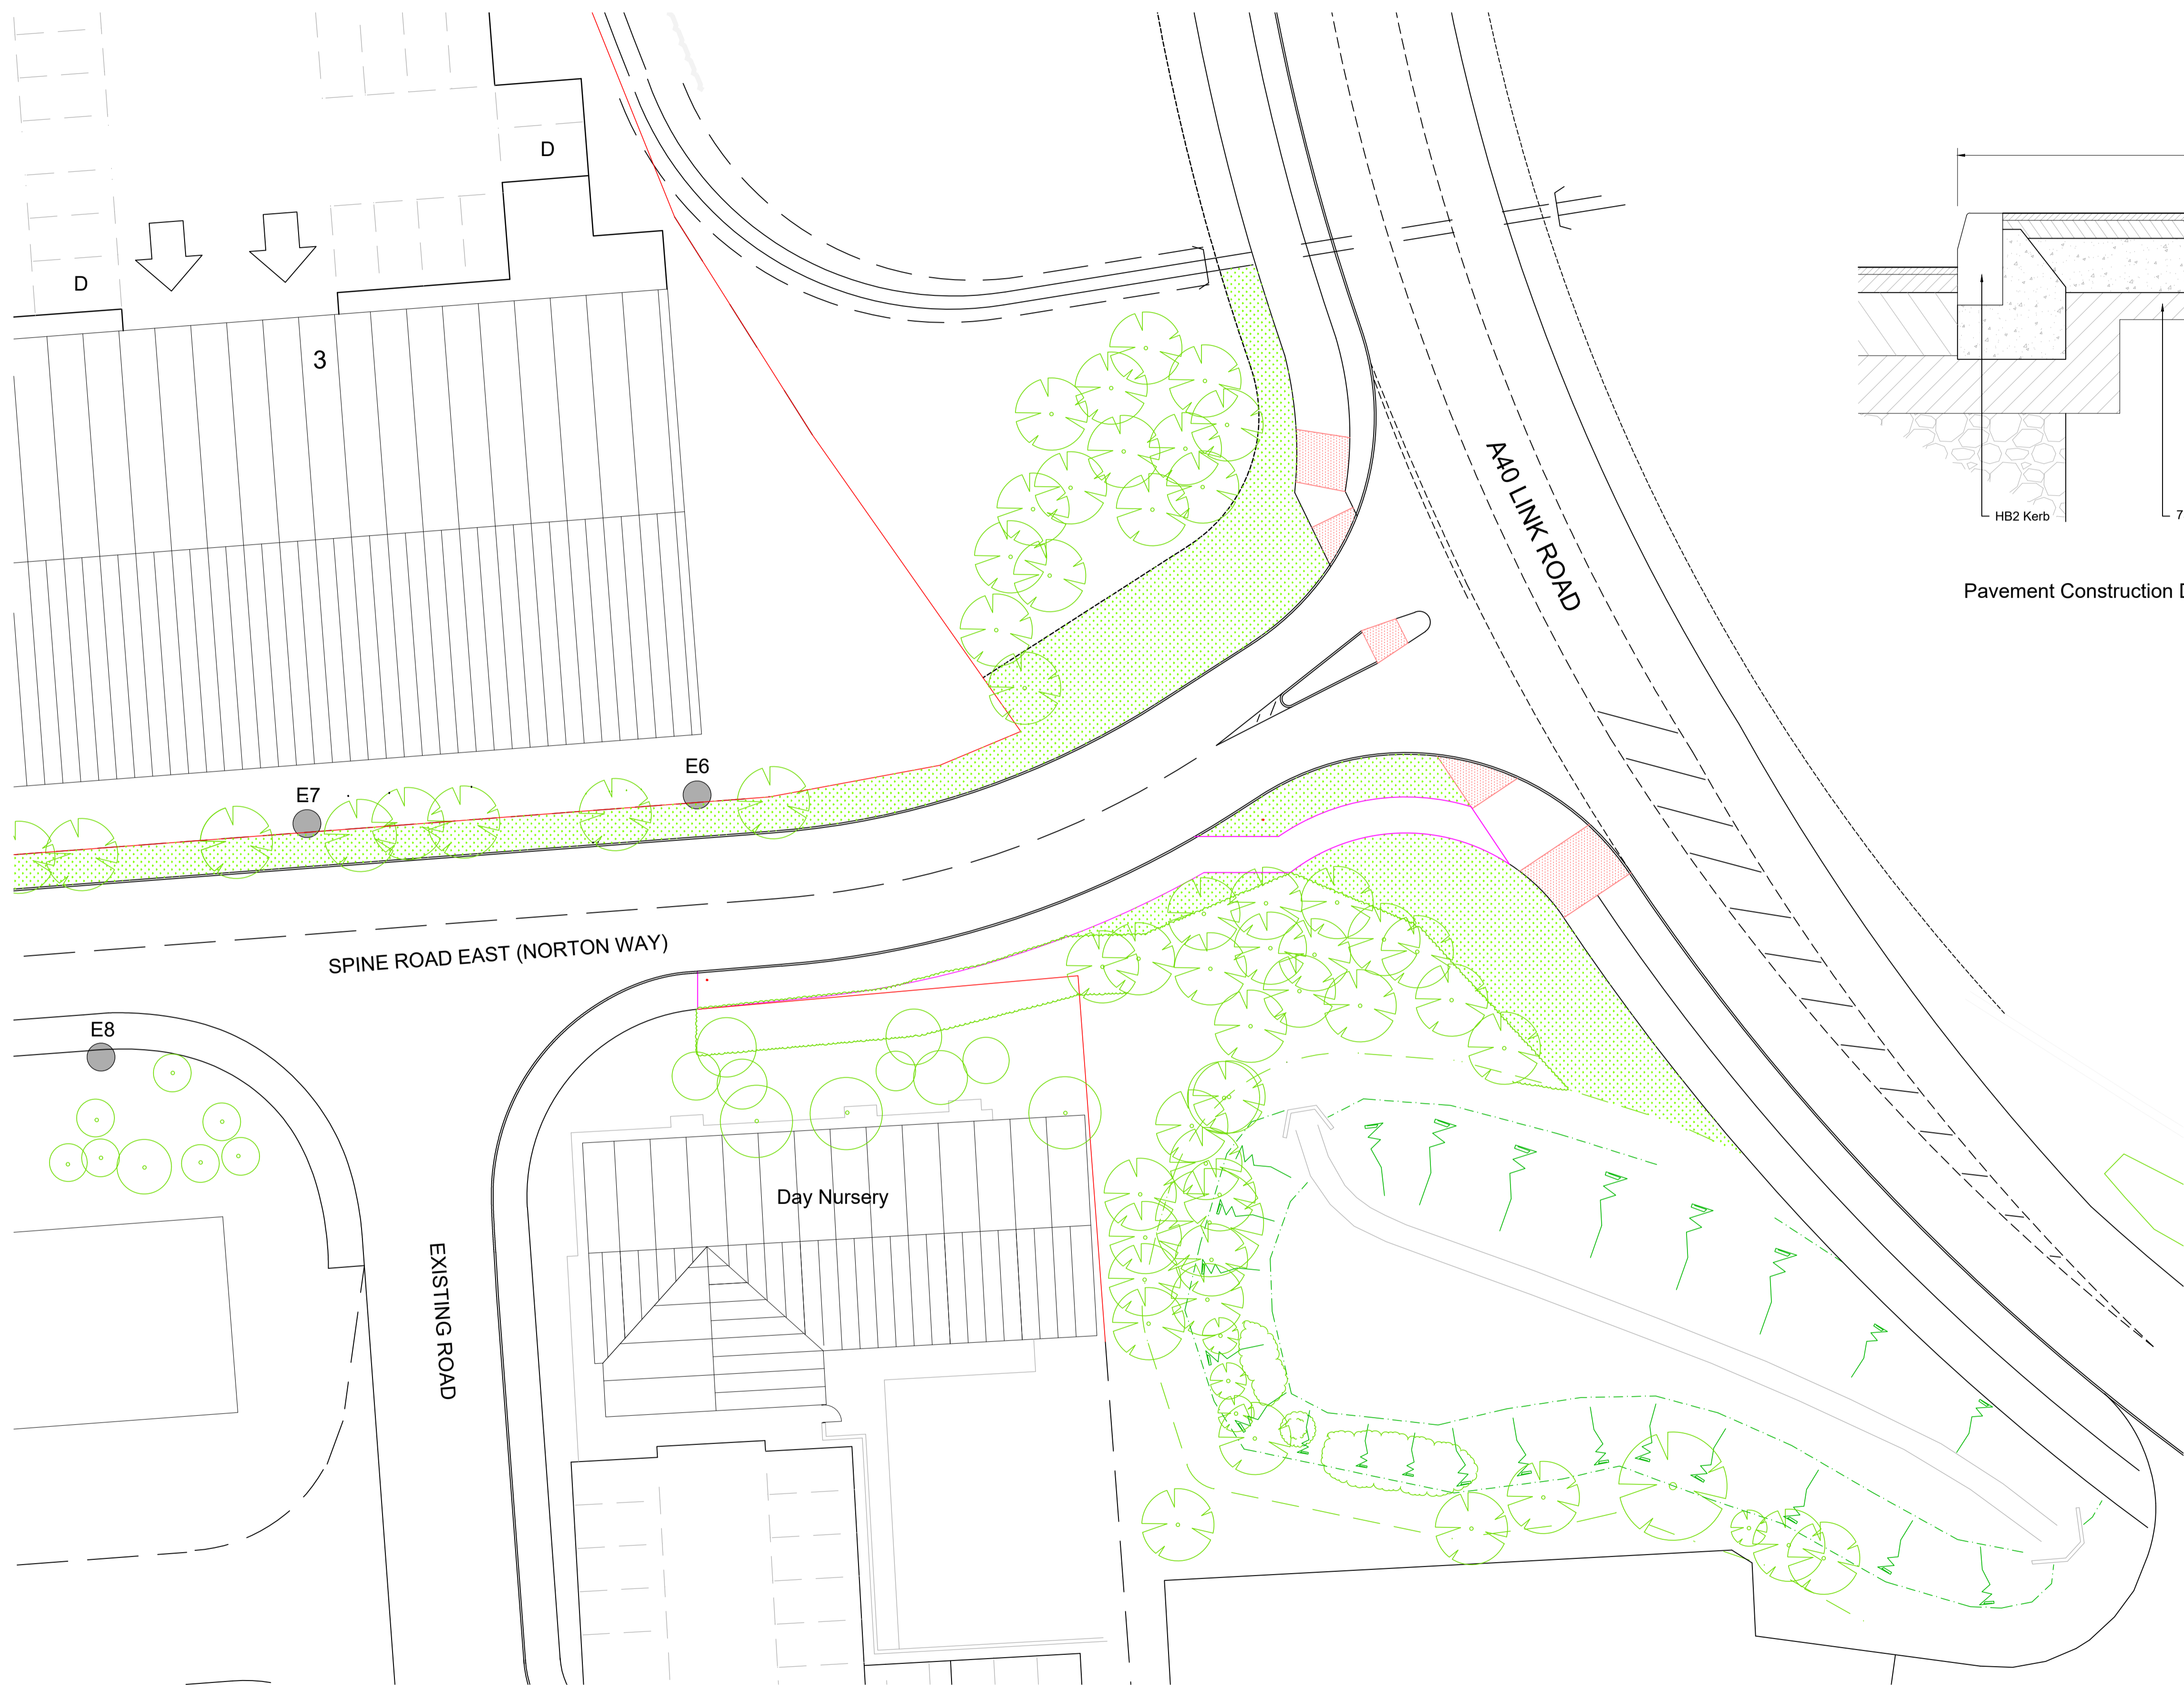 D
D
3
A40 LINK ROAD
HB2 Kerb
7
Pavement Construction D
E6
E7
SPINE ROAD EAST (NORTON WAY)
E8
Day Nursery
EXISTING ROAD